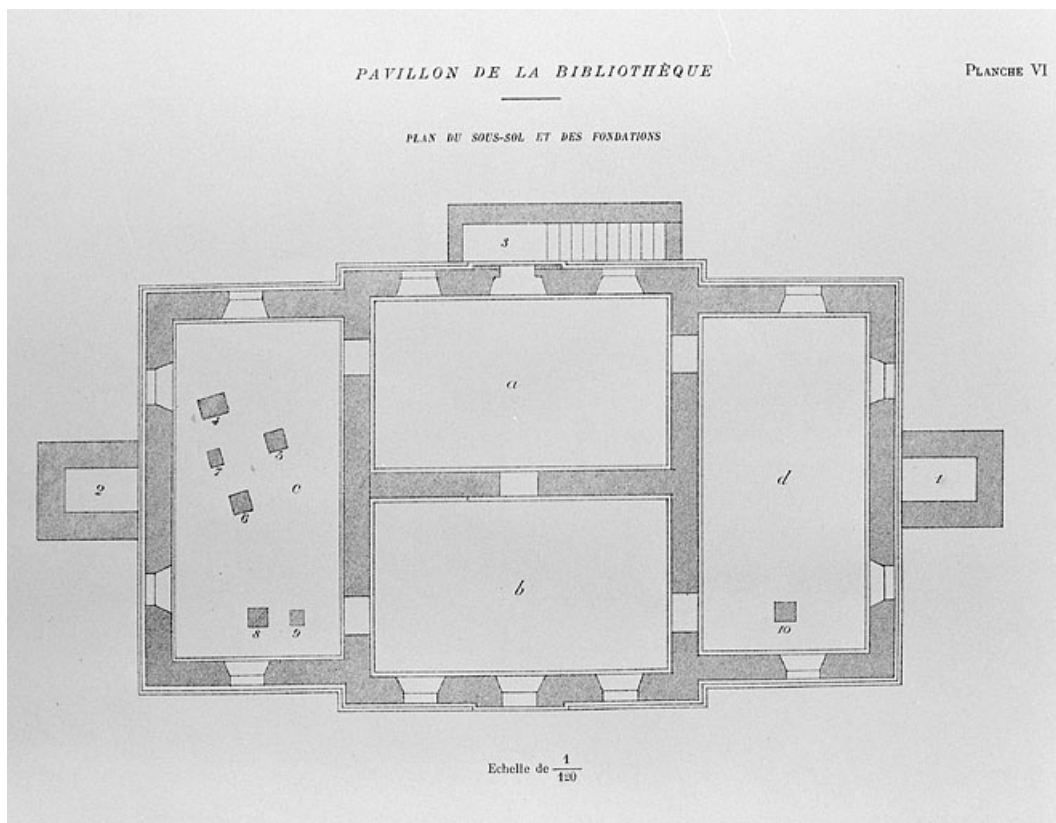 PAVILLON DE LA BIBLIOTHÈQUE
PLANCHE VI
PLAN DU SOUS-SOL ET DES FONDATIONS
3
a
4
5
7
c
d
2
1
6
b
8
9
10
Echelle de 1/120